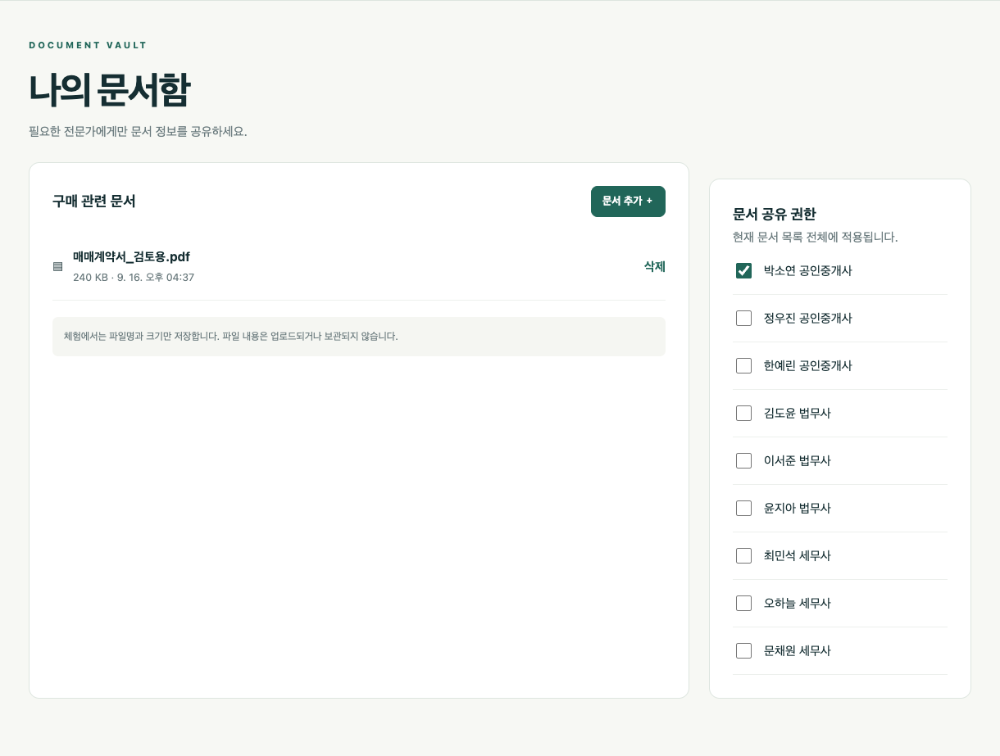 DOCUMENT VAULT
나의 문서함
필요한 전문가에게만 문서 정보를 공유하세요.
구매 관련 문서
문서 추가 +
매매계약서_검토용.pdf
240 KB · 9. 16. 오후 04:37
삭제
체험에서는 파일명과 크기만 저장합니다. 파일 내용은 업로드되거나 보관되지 않습니다.
문서 공유 권한
현재 문서 목록 전체에 적용됩니다.
박소연 공인중개사
정우진 공인중개사
한예린 공인중개사
김도윤 법무사
이서준 법무사
윤지아 법무사
최민석 세무사
오하늘 세무사
문채원 세무사